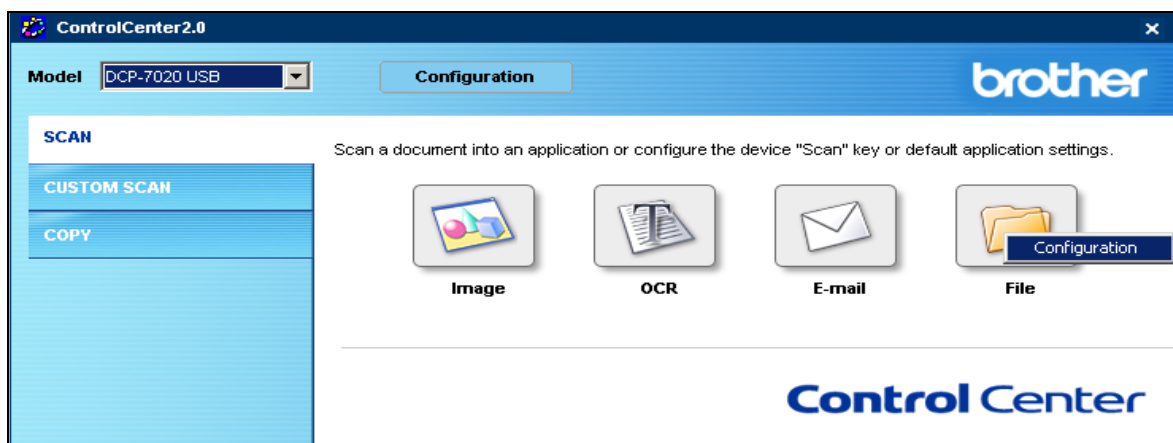 ControlCenter2.0
Model DCP-7020 USB Configuration brother
SCAN
Scan a document into an application or configure the device "Scan" key or default application settings.
CUSTOM SCAN
COPY
Configuration
Image OCR E-mail File
Control Center